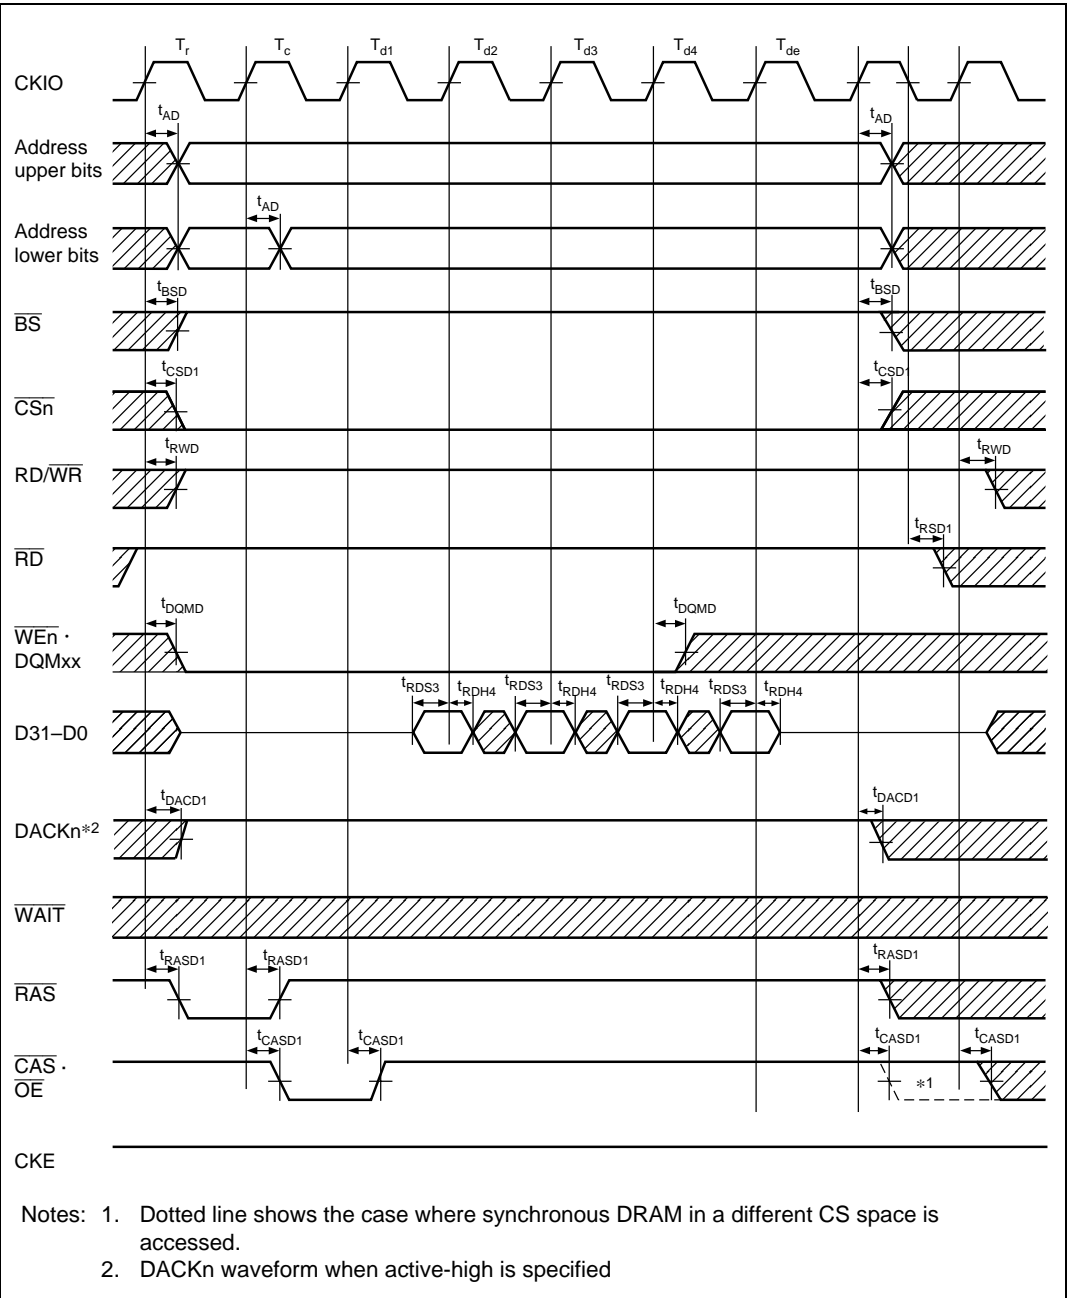 Tr Tc Td1 Td2 Td3 Td4 Tde
CKIO
tAD tAD
Address
upper bits
tAD
Address
lower bits
tBSD tBSD
BS
tCSD1 tCSD1
CSn
tRWD tRWD
RD/WR
tRSD1
RD
tDQMD tDQMD
WEn ·
DQMxx
tRDS3 tRDH4 tRDS3 tRDH4 tRDS3 tRDH4 tRDS3 tRDH4
D31–D0
tDACD1 tDACD1
DACKn*2
WAIT
tRASD1 tRASD1 tRASD1
RAS
tCASD1 tCASD1 tCASD1 tCASD1
CAS ·
OE
*1
CKE
Notes: 1. Dotted line shows the case where synchronous DRAM in a different CS space is
accessed.
2. DACKn waveform when active-high is specified